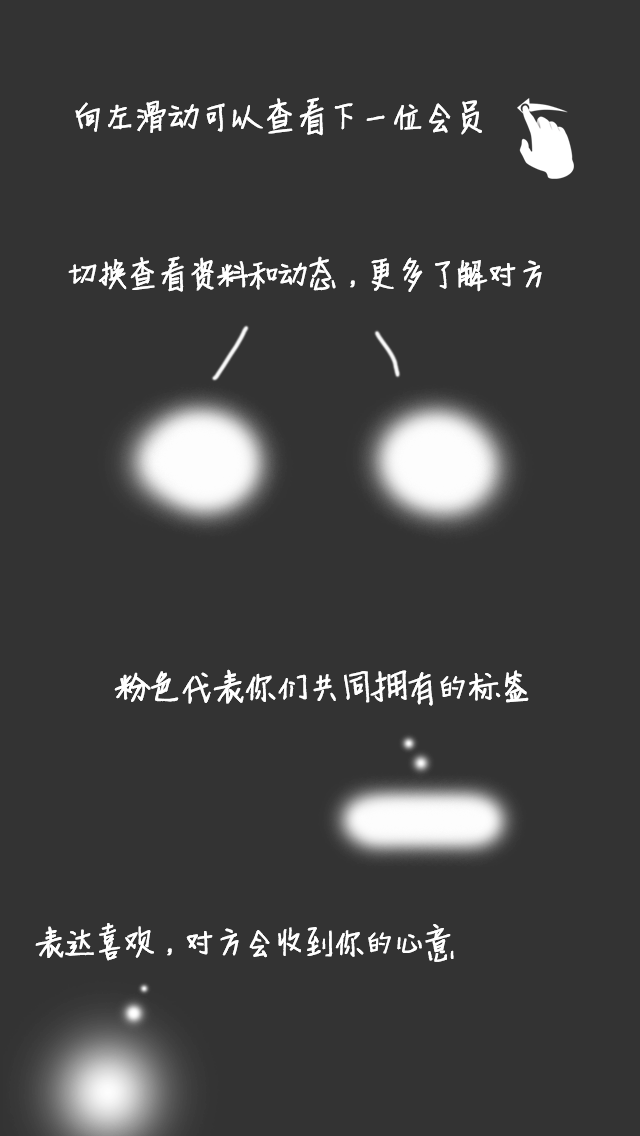 向左滑动可以查看下一位会员
切换查看资料和动态，更多了解对方
粉色代表你们共同拥有的标签
表达喜欢，对方会收到你的心意